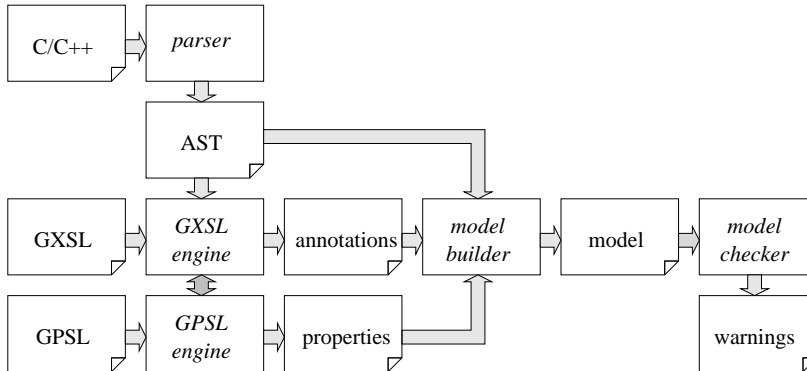 C/C++
parser
AST
GXSL
GXSL
engine
annotations
model
builder
model
model
checker
GPSL
GPSL
engine
properties
warnings